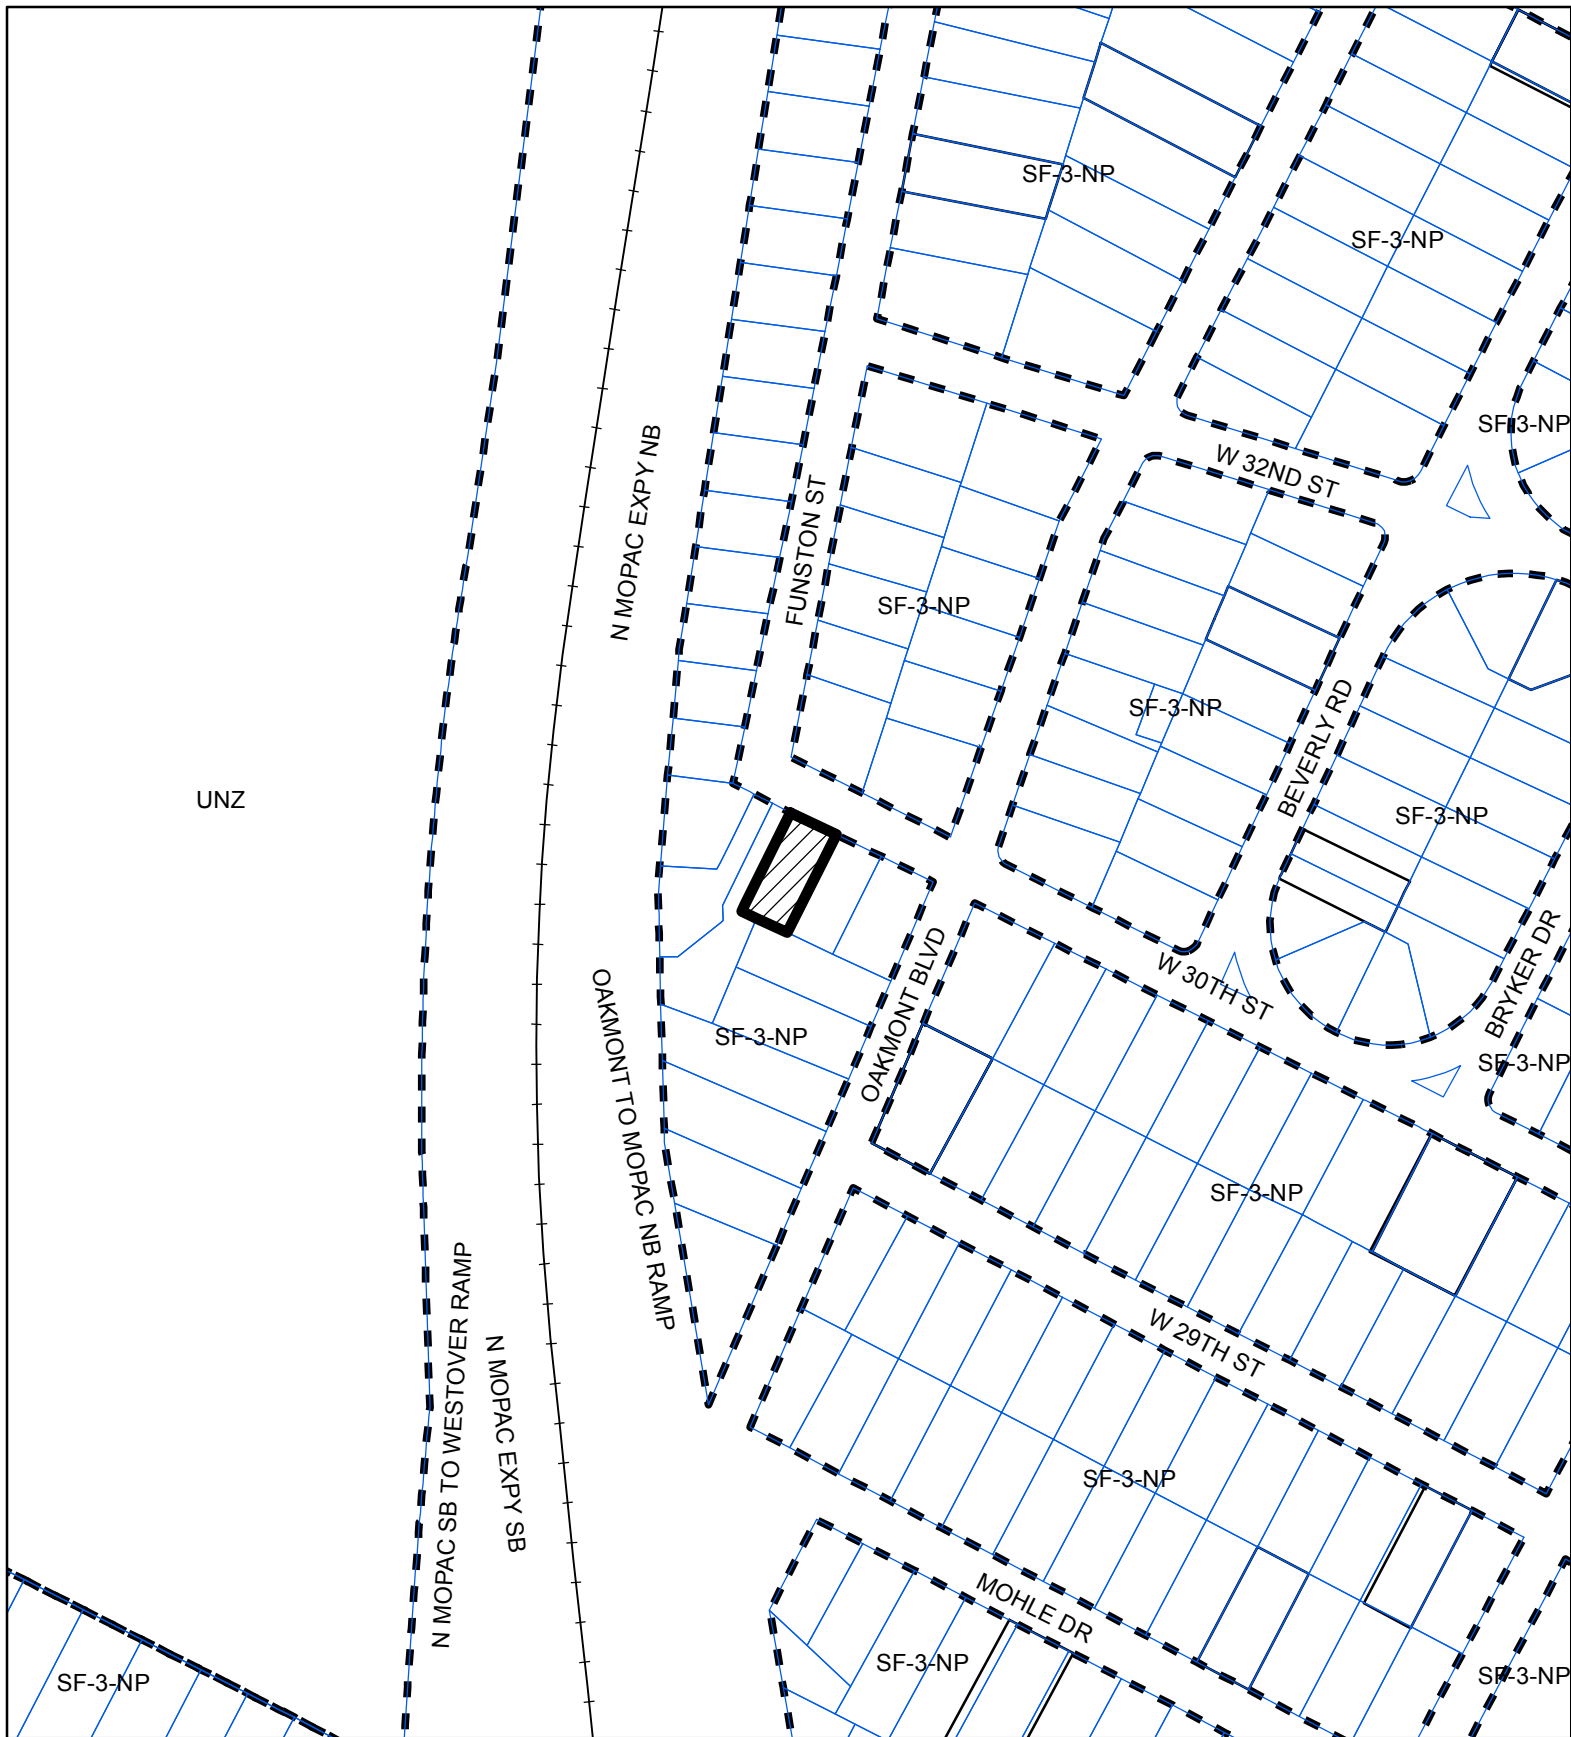 SF-3-NP
SF-3-NP
SF-3-NP
W 32ND ST
N MOPAC EXPY NB
FUNSTON ST
SF-3-NP
SF-3-NP
BEVERLY RD
UNZ
SF-3-NP
W 30TH ST
BRYKER DR
OAKMONT BLVD
SF-3-NP
SF-3-NP
OAKMONT TO MOPAC NB RAMP
SF-3-NP
W 29TH ST
N MOPAC SB TO WESTOVER RAMP
N MOPAC EXPY SB
SF-3-NP
MOHLE DR
SF-3-NP
SF-3-NP
SF-3-NP